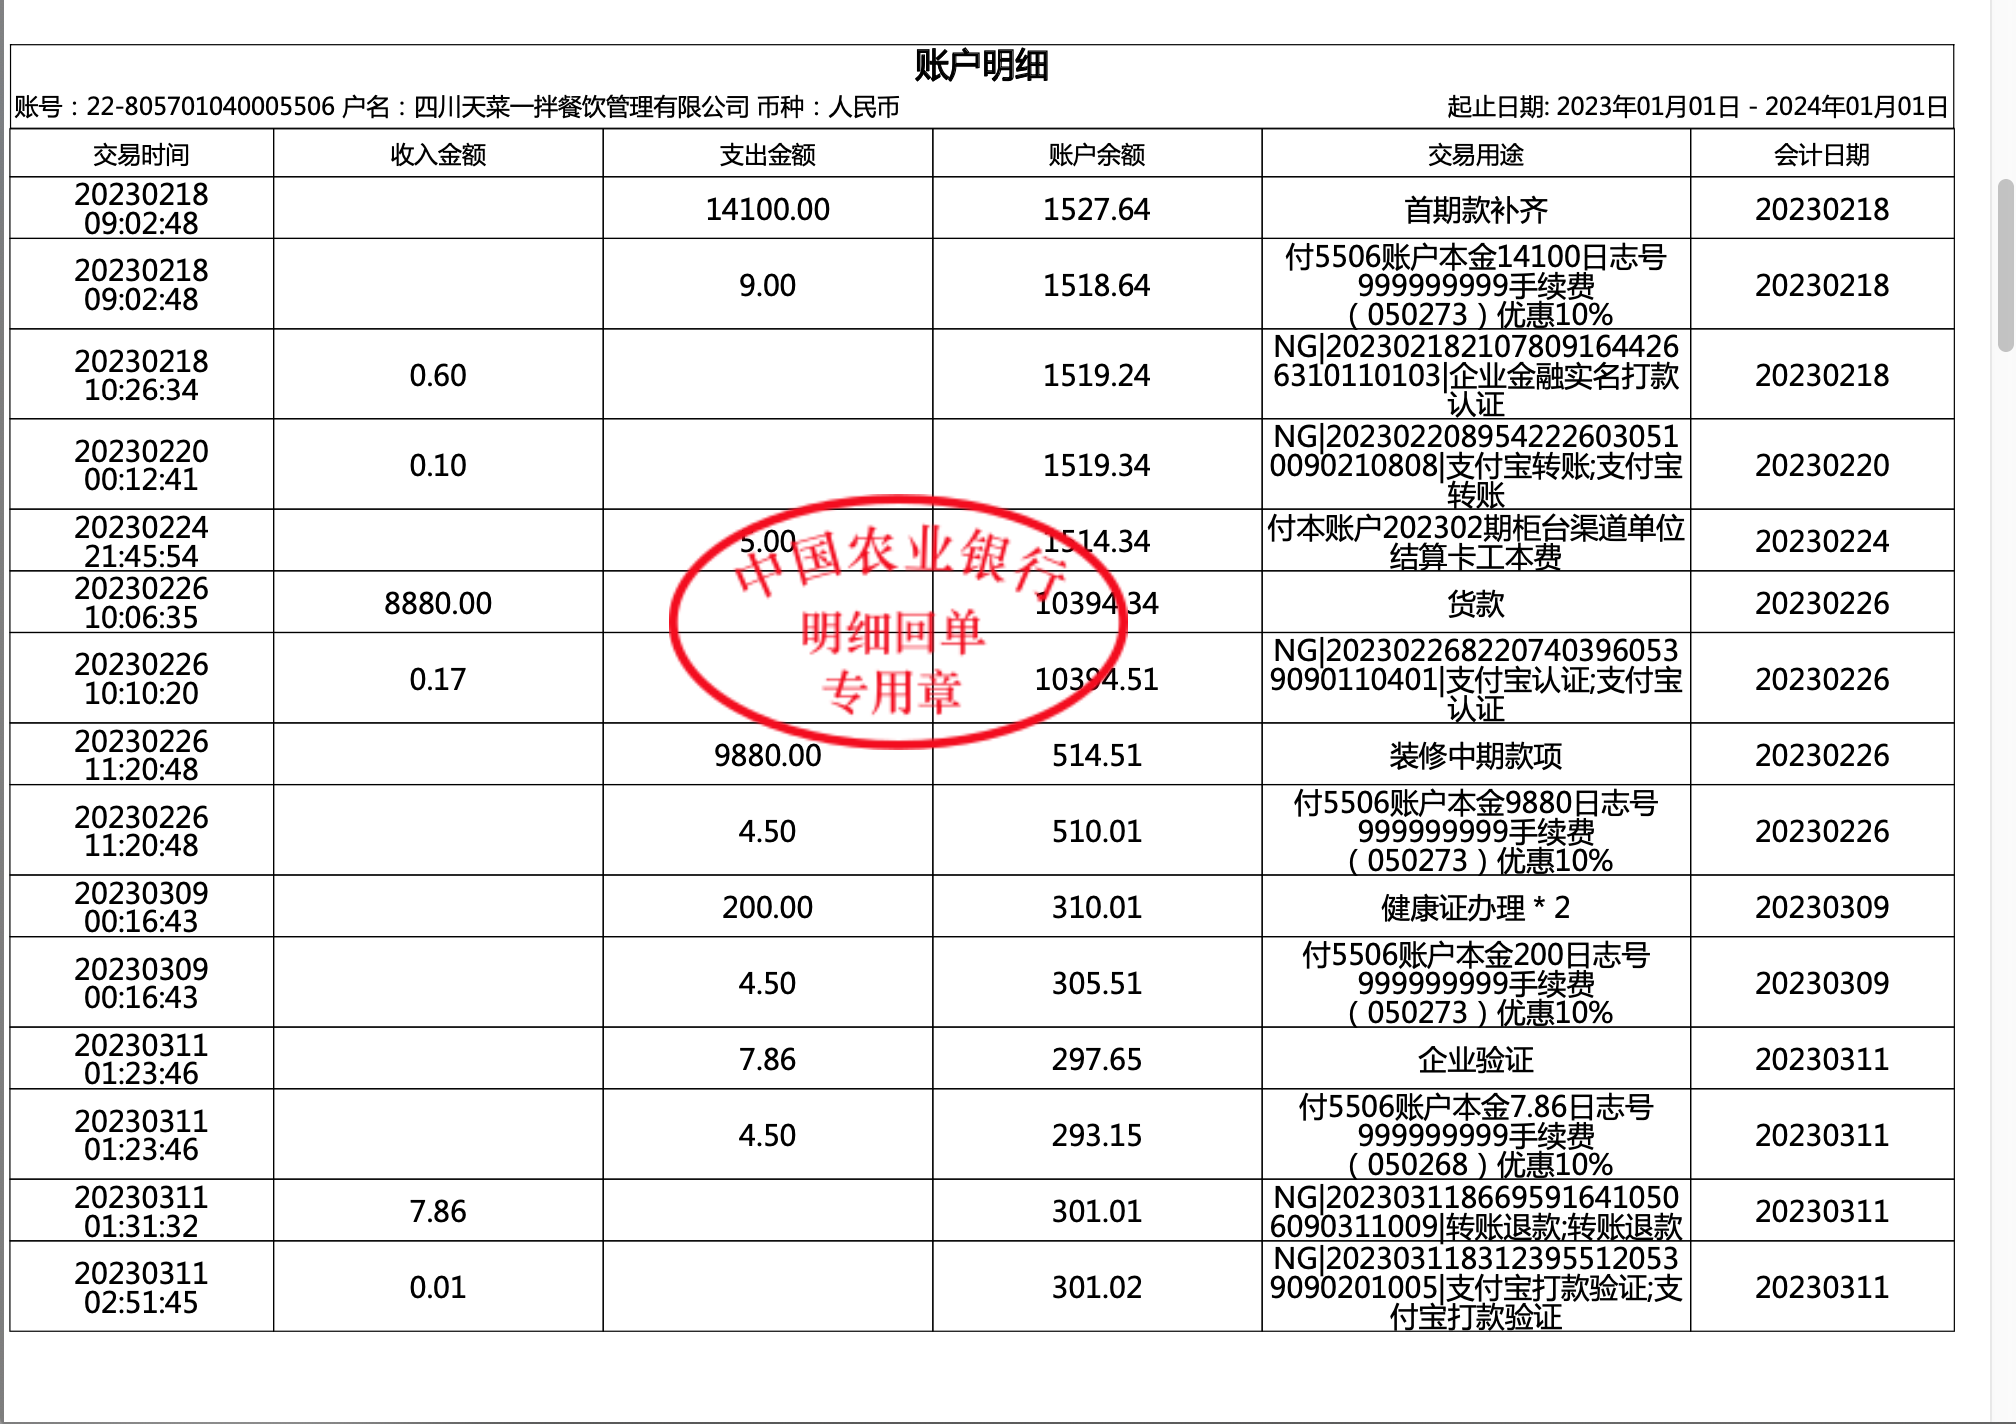 账户明细
账号：22-805701040005506 户名：四川天菜一拌餐饮管理有限公司 币种：人民币
起止日期: 2023年01月01日 - 2024年01月01日
交易时间 收入金额 支出金额 账户余额 交易用途 会计日期
20230218
09:02:48
14100.00
1527.64
首期款补齐
20230218
20230218
09:02:48
9.00
1518.64
付5506账户本金14100日志号
999999999手续费
（050273）优惠10%
20230218
20230218
10:26:34
0.60
1519.24
NG|202302182107809164426
6310110103|企业金融实名打款
认证
20230218
20230220
00:12:41
0.10
1519.34
NG|202302208954222603051
0090210808|支付宝转账;支付宝
转账
20230220
20230224
21:45:54
5.00
1514.34
付本账户202302期柜台渠道单位
结算卡工本费
20230224
20230226
10:06:35
8880.00
10394.34
货款
20230226
20230226
10:10:20
0.17
10394.51
NG|202302268220740396053
9090110401|支付宝认证;支付宝
认证
20230226
中国农业银行
明细回单
专用章
20230226
11:20:48
9880.00
514.51
装修中期款项
20230226
20230226
11:20:48
4.50
510.01
付5506账户本金9880日志号
999999999手续费
（050273）优惠10%
20230226
20230309
00:16:43
200.00
310.01
健康证办理 * 2
20230309
20230309
00:16:43
4.50
305.51
付5506账户本金200日志号
999999999手续费
（050273）优惠10%
20230309
20230311
01:23:46
7.86
297.65
企业验证
20230311
20230311
01:23:46
4.50
293.15
付5506账户本金7.86日志号
999999999手续费
（050268）优惠10%
20230311
20230311
01:31:32
7.86
301.01
NG|202303118669591641050
6090311009|转账退款;转账退款
20230311
20230311
02:51:45
0.01
301.02
NG|202303118312395512053
9090201005|支付宝打款验证;支
付宝打款验证
20230311